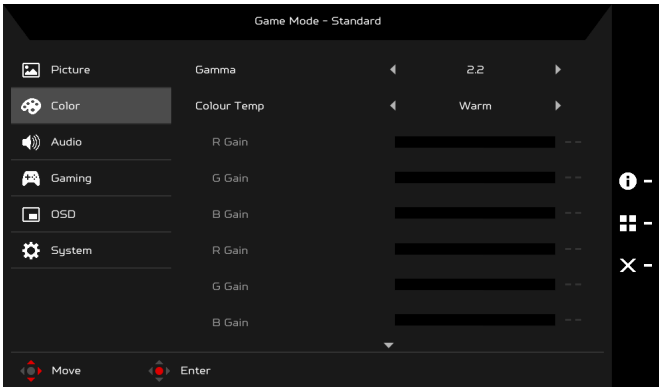 Game Mode - Standard
Picture
Gamma 2.2
Color
Colour Temp Warm
Audio
R Gain --
Gaming
G Gain --
OSD
B Gain --
System
R Gain --
G Gain --
B Gain --
Move Enter